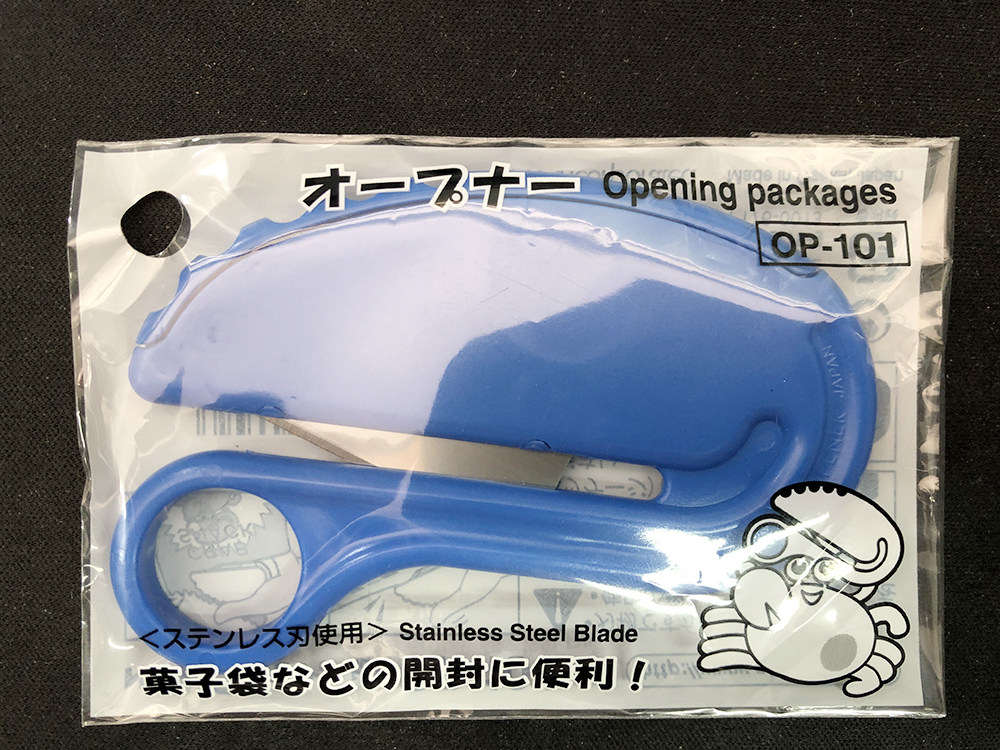 オープナー Opening packages
OP-101
<ステンレス刃使用> Stainless Steel Blade
菓子袋などの開封に便利!